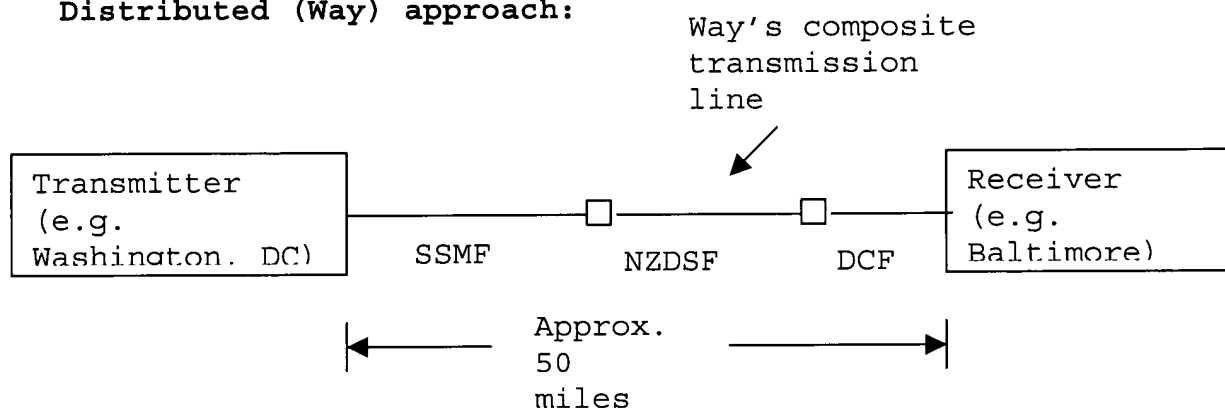 Distributed (Way) approach:
Way's composite
transmission
line
Transmitter
(e.g.
Washington, DC)
Receiver
(e.g.
Baltimore)
SSMF
NZDSF
DCF
Approx.
50
miles